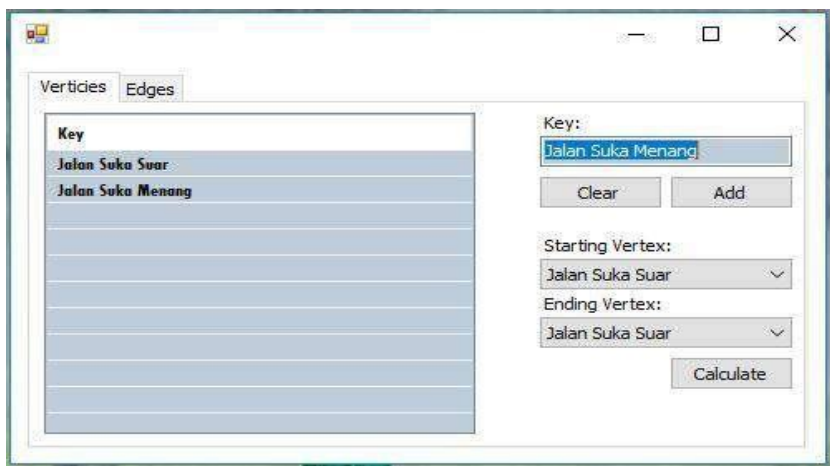 Verticies Edges
Key
Jalan Suka Suar
Jalan Suka Menang
Key:
Jalan Suka Menang
Clear Add
Starting Vertex:
Jalan Suka Suar
Ending Vertex:
Jalan Suka Suar
Calculate